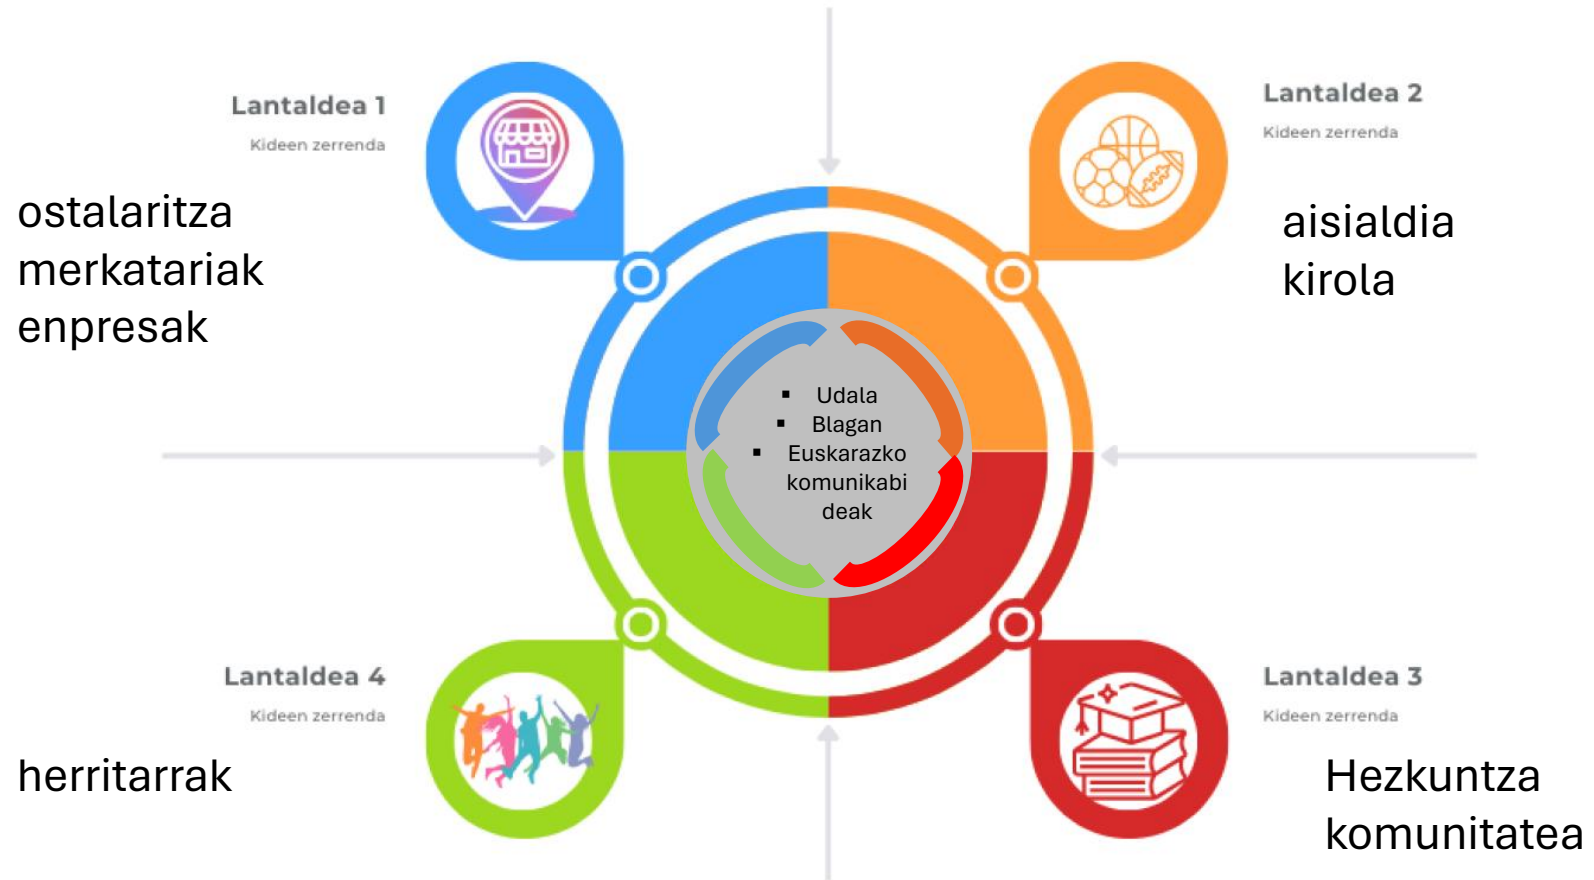 Lantaldea 1
Kideen zerrenda
ostalaritza
merkatariak
enpresak
Lantaldea 2
Kideen zerrenda
aisialdia
kirola
▪ Udala
▪ Blagan
▪ Euskarazko
komunikabi
deak
Lantaldea 4
Kideen zerrenda
herritarrak
Lantaldea 3
Kideen zerrenda
Hezkuntza
komunitatea